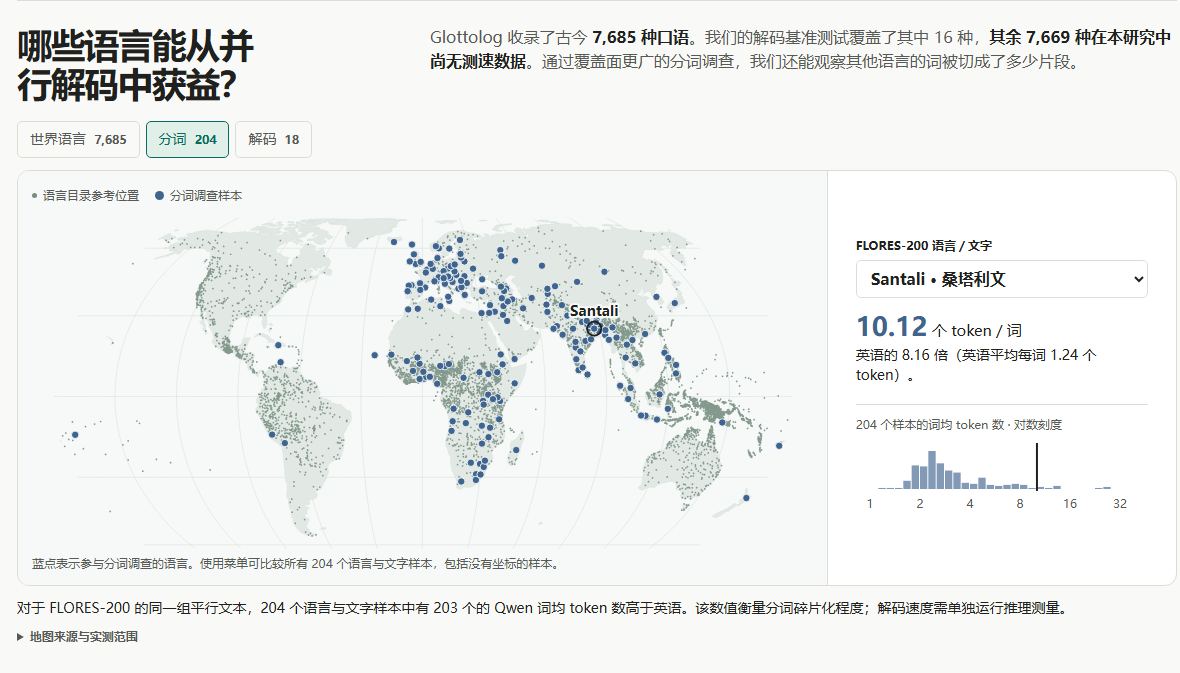 哪些语言能从并
行解码中获益？
Glottolog 收录了古今 7,685 种口语。我们的解码基准测试覆盖了其中 16 种，其余 7,669 种在本研究中
尚无测速数据。通过覆盖面更广的分词调查，我们还能观察其他语言的词被切成了多少片段。
世界语言 7,685
分词 204
解码 18
语言目录参考位置
分词调查样本
Santali
蓝点表示参与分词调查的语言。使用菜单可比较所有 204 个语言与文字样本，包括没有坐标的样本。
FLORES-200 语言 / 文字
Santali • 桑塔利文
10.12 个 token / 词
英语的 8.16 倍（英语平均每词 1.24 个
token）。
204 个样本的词均 token 数 · 对数刻度
1 2 4 8 16 32
对于 FLORES-200 的同一组平行文本，204 个语言与文字样本中有 203 个的 Qwen 词均 token 数高于英语。该数值衡量分词碎片化程度；解码速度需单独运行推理测量。
地图来源与实测范围